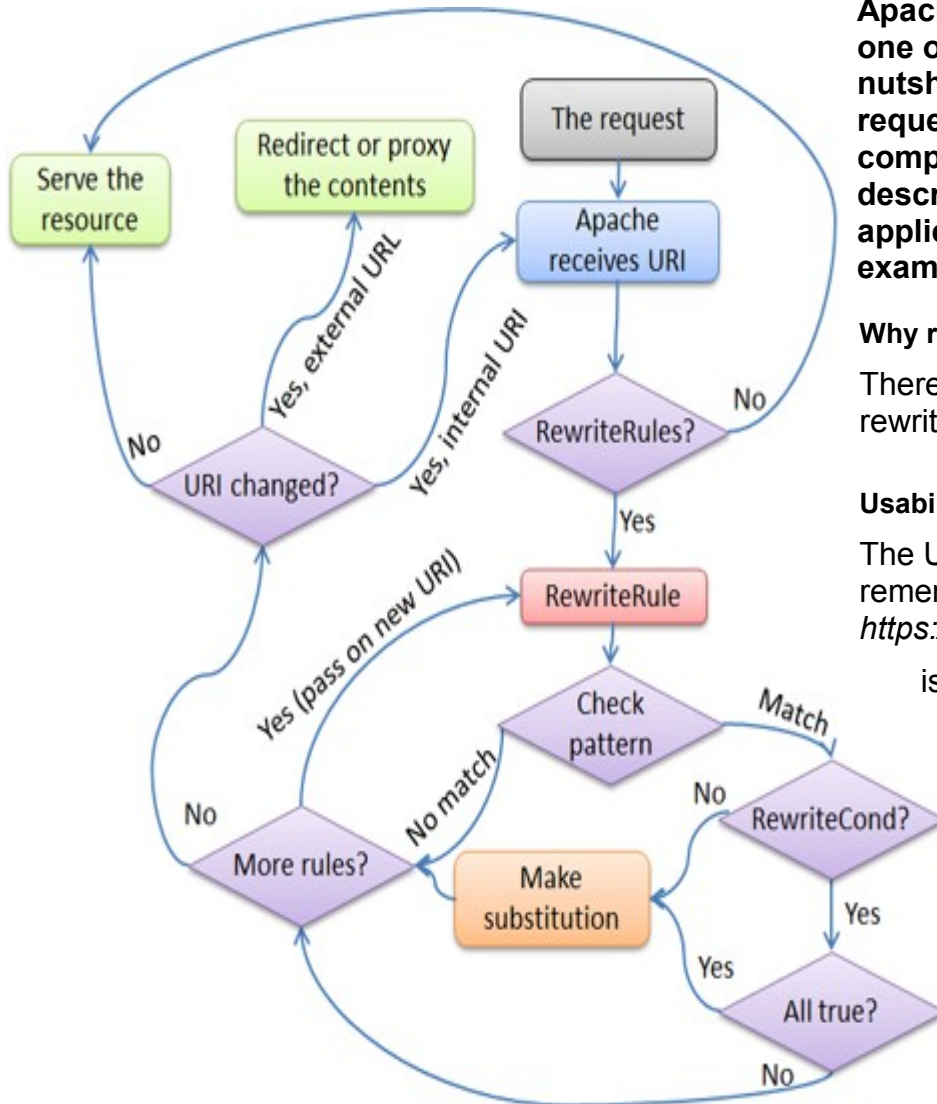 The request
Redirect or proxy
the contents
Serve the
resource
Apache
receives URI
Yes, external URL
Yes, internal URI
No
RewriteRules?
No
URI changed?
Yes
RewriteRule
Yes (pass on new URI)
Check
pattern
Match
No match
No
RewriteCond?
No
More rules?
Make
substitution
Yes
Yes
All true?
No
Apac
one o
nutsh
reque
comp
descr
applic
exam
Why r
There
rewrit
Usabi
The U
remer
https:
is